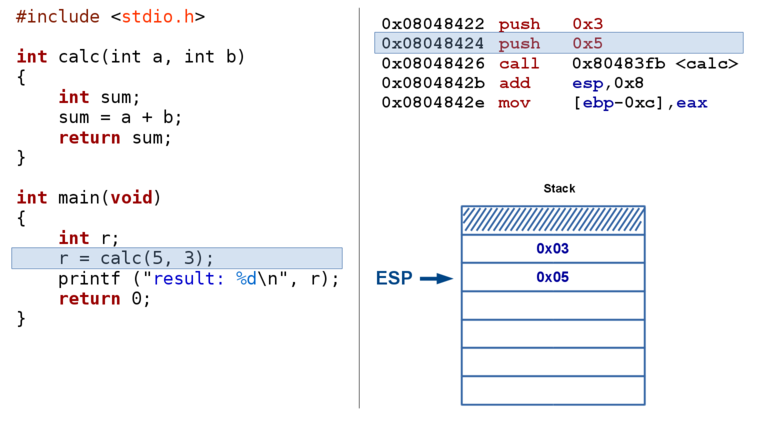 #include <stdio.h>
int calc(int a, int b)
{
int sum;
sum = a + b;
return sum;
}
int main(void)
{
int r;
r = calc(5, 3);
printf ("result: %d\n", r);
return 0;
}
0x08048422 push 0x3
0x08048424 push 0x5
0x08048426 call 0x80483fb <calc>
0x0804842b add esp,0x8
0x0804842e mov [ebp-0xc],eax
Stack
0x03
ESP
0x05